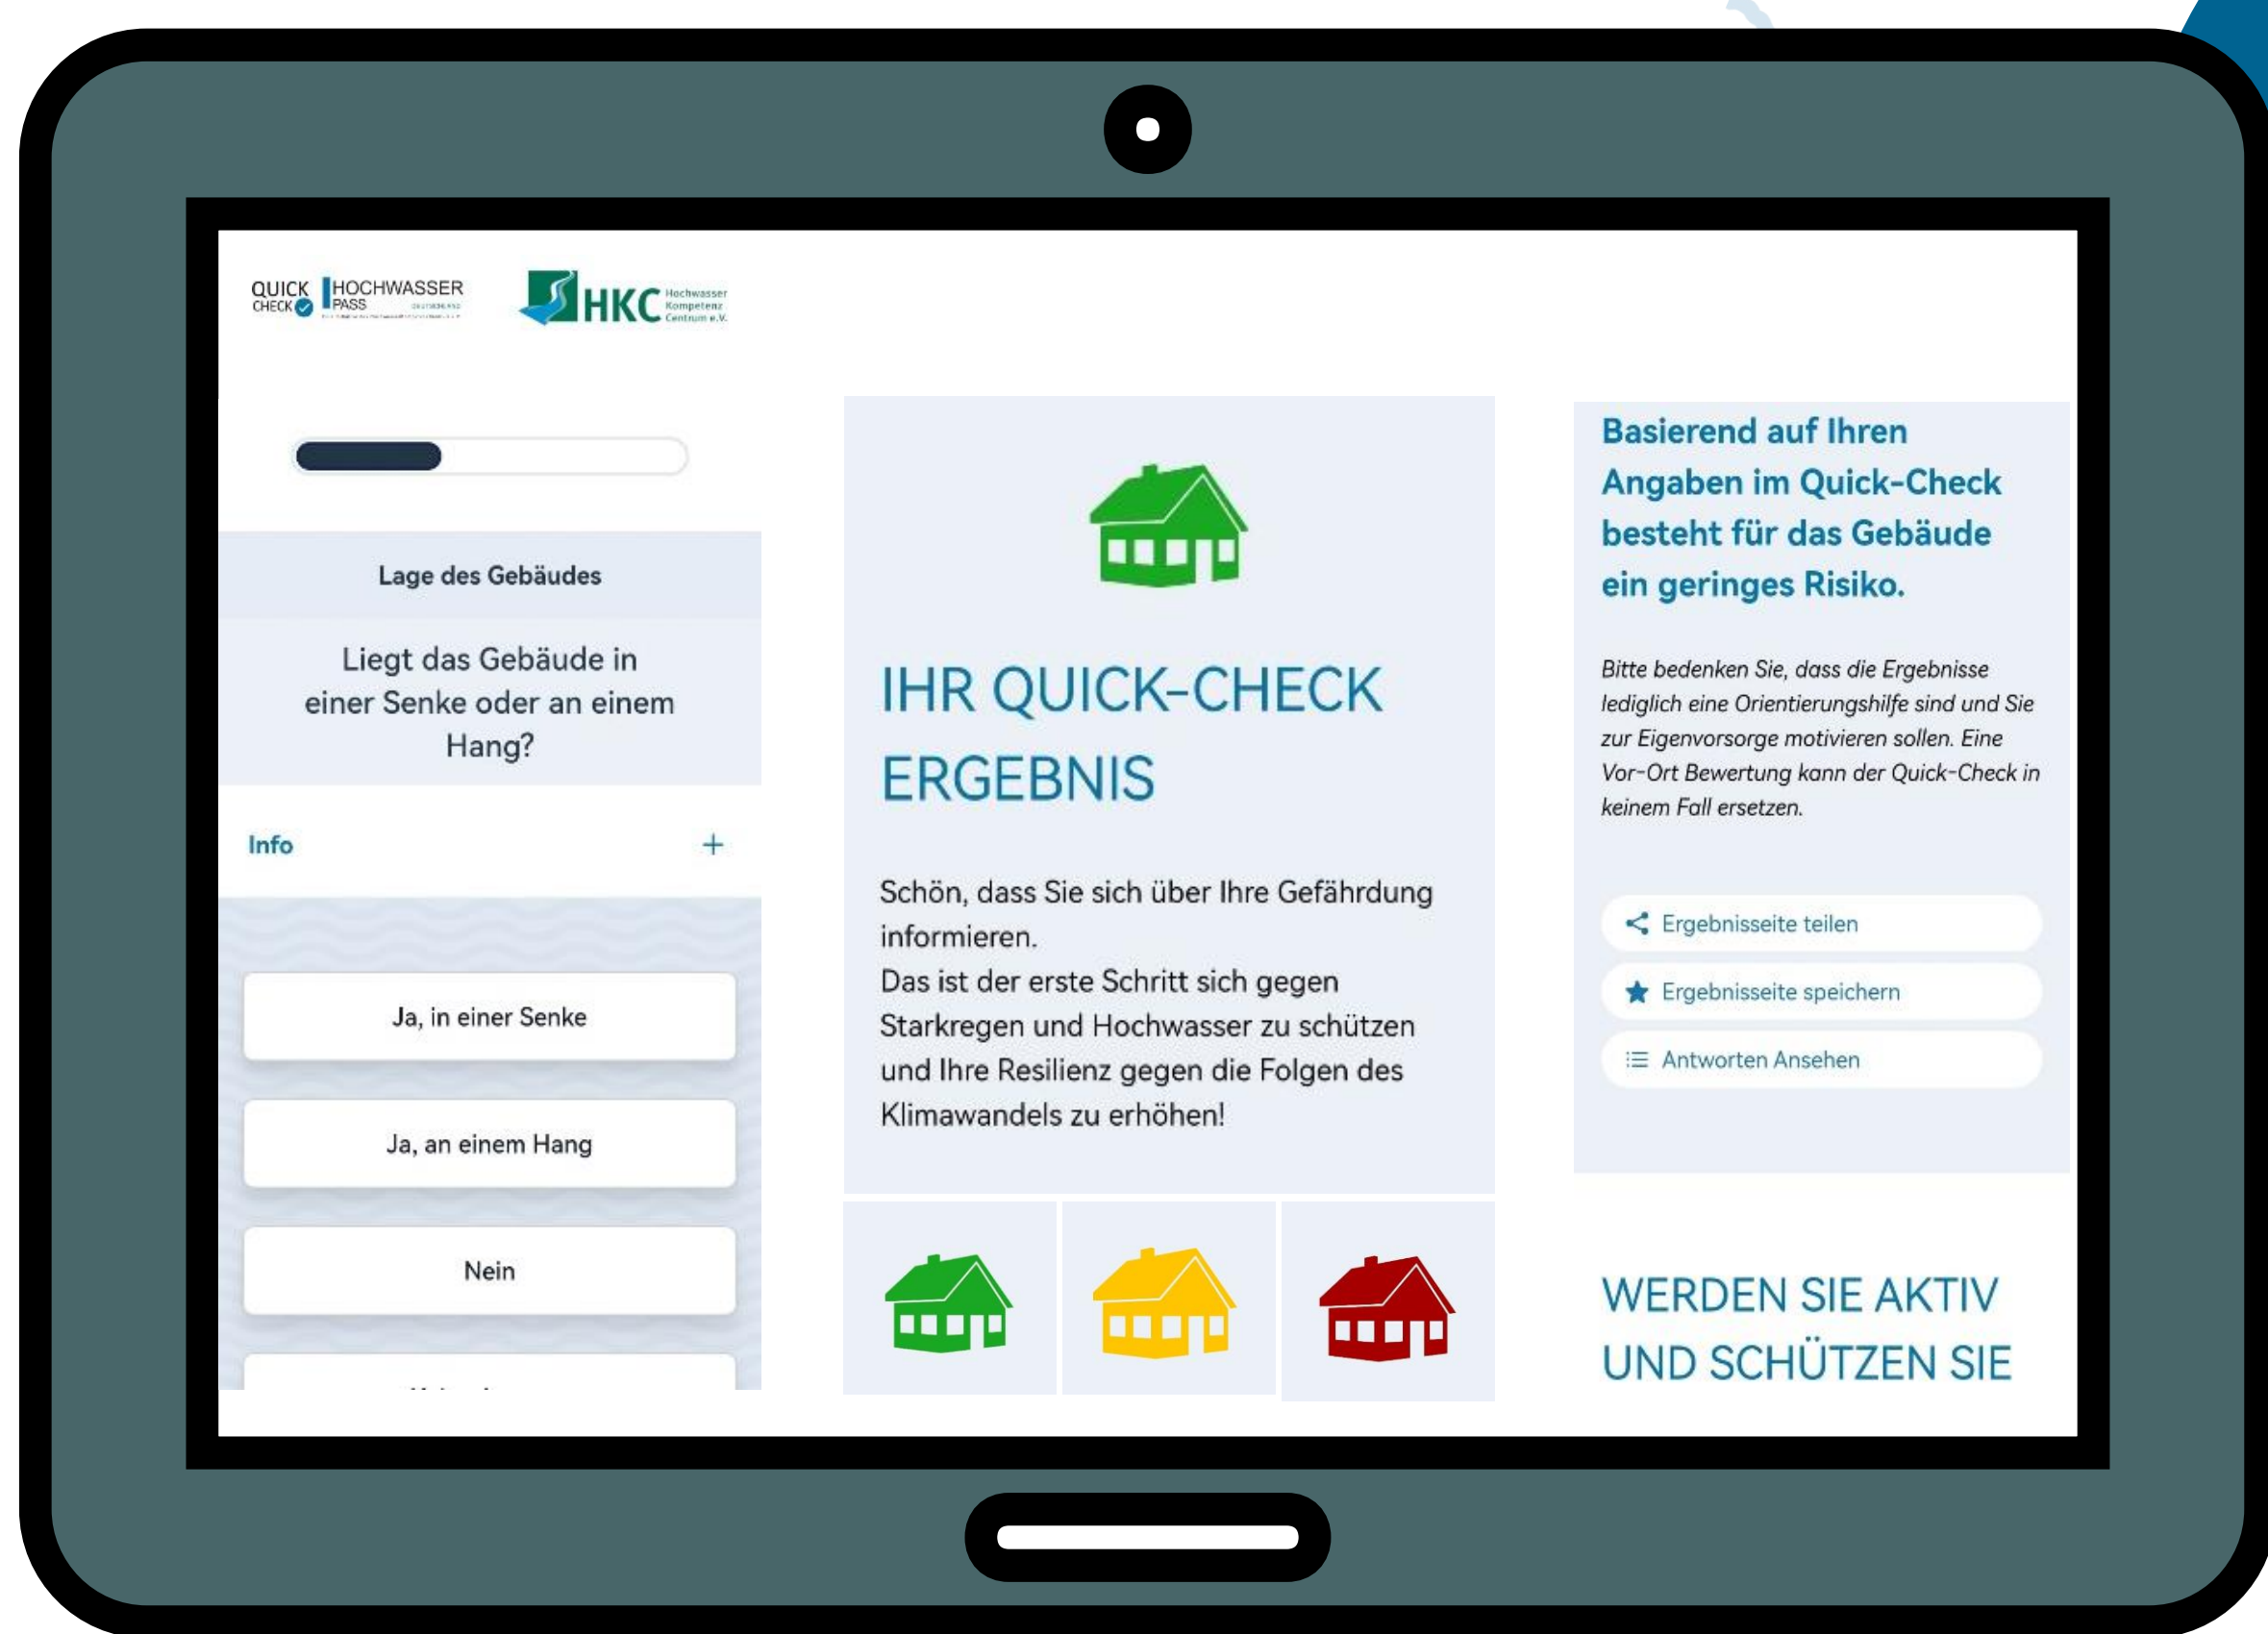 QUICK
CHECK
HOCHWASSER
PASS
DEUTSCHLAND
HKC
Hochwasser
Kompetenz
Centrum e.V.
Lage des Gebäudes
Liegt das Gebäude in
einer Senke oder an einem
Hang?
Info +
Ja, in einer Senke
Ja, an einem Hang
Nein
IHR QUICK-CHECK
ERGEBNIS
Schön, dass Sie sich über Ihre Gefährdung
informieren.
Das ist der erste Schritt sich gegen
Starkregen und Hochwasser zu schützen
und Ihre Resilienz gegen die Folgen des
Klimawandels zu erhöhen!
Basierend auf Ihren
Angaben im Quick-Check
besteht für das Gebäude
ein geringes Risiko.
Bitte bedenken Sie, dass die Ergebnisse
lediglich eine Orientierungshilfe sind und Sie
zur Eigenvorsorge motivieren sollen. Eine
Vor-Ort Bewertung kann der Quick-Check in
keinem Fall ersetzen.
Ergebnisseite teilen
Ergebnisseite speichern
Antworten Ansehen
WERDEN SIE AKTIV
UND SCHÜTZEN SIE